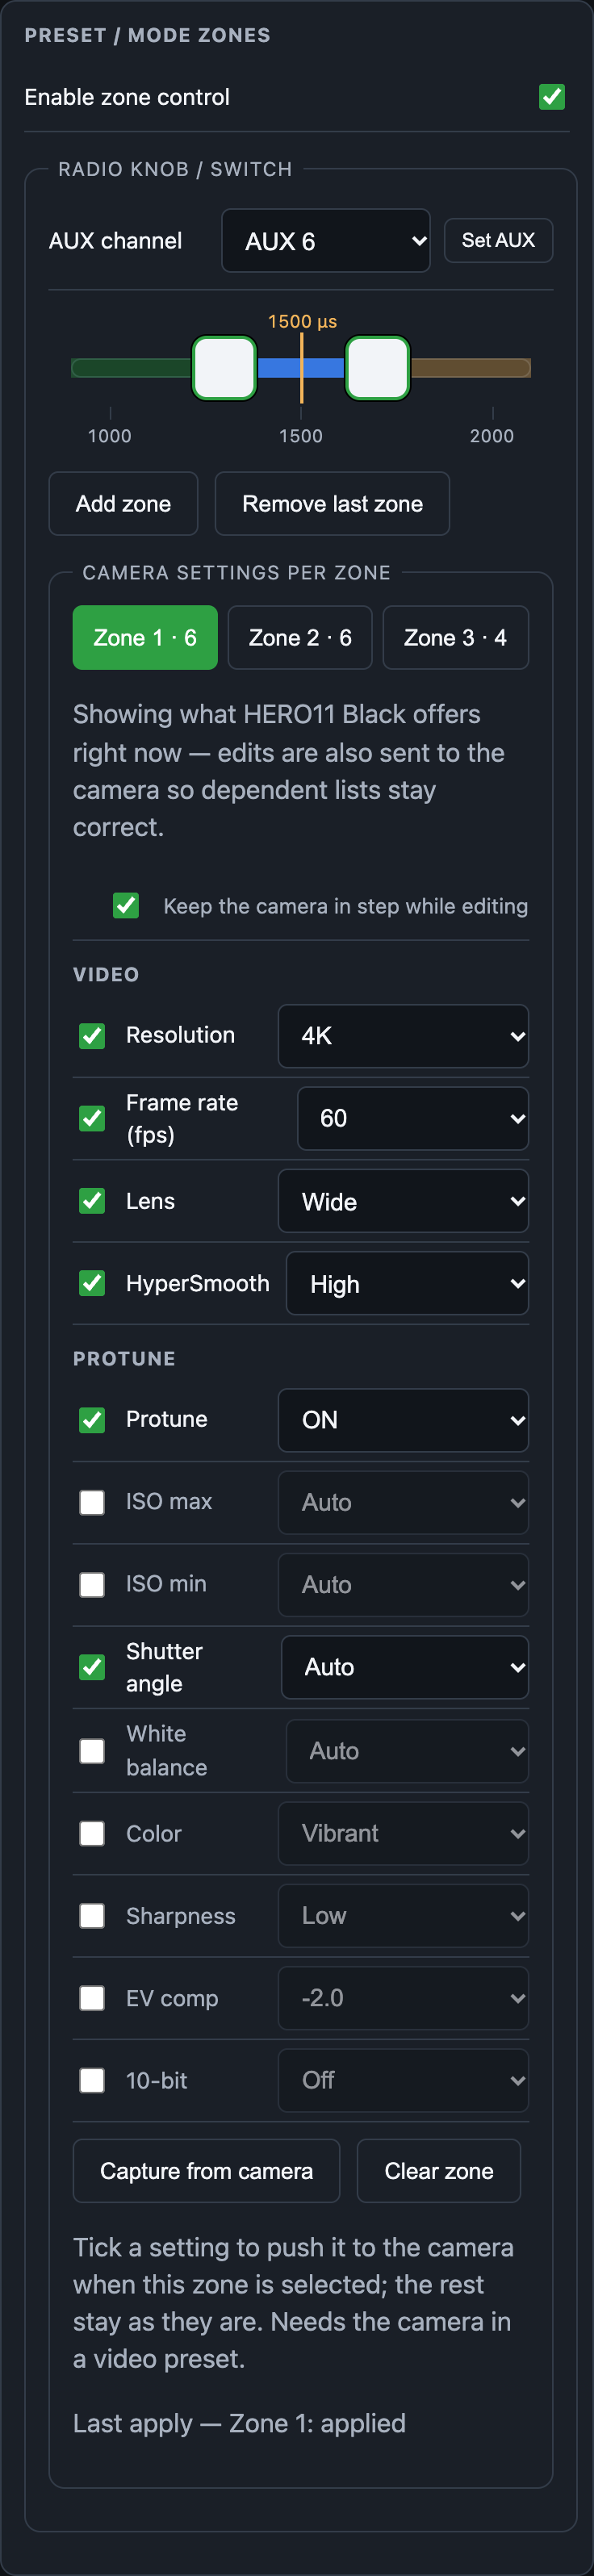 PRESET / MODE ZONES
Enable zone control
RADIO KNOB / SWITCH
AUX channel
AUX 6
Set AUX
1500 µs
1000
1500
2000
Add zone
Remove last zone
CAMERA SETTINGS PER ZONE
Zone 1 · 6
Zone 2 · 6
Zone 3 · 4
Showing what HERO11 Black offers
right now — edits are also sent to the
camera so dependent lists stay
correct.
Keep the camera in step while editing
VIDEO
Resolution
4K
Frame rate
(fps)
60
Lens
Wide
HyperSmooth
High
PROTUNE
Protune
ON
ISO max
Auto
ISO min
Auto
Shutter
angle
Auto
White
balance
Auto
Color
Vibrant
Sharpness
Low
EV comp
-2.0
10-bit
Off
Capture from camera
Clear zone
Tick a setting to push it to the camera
when this zone is selected; the rest
stay as they are. Needs the camera in
a video preset.
Last apply — Zone 1: applied